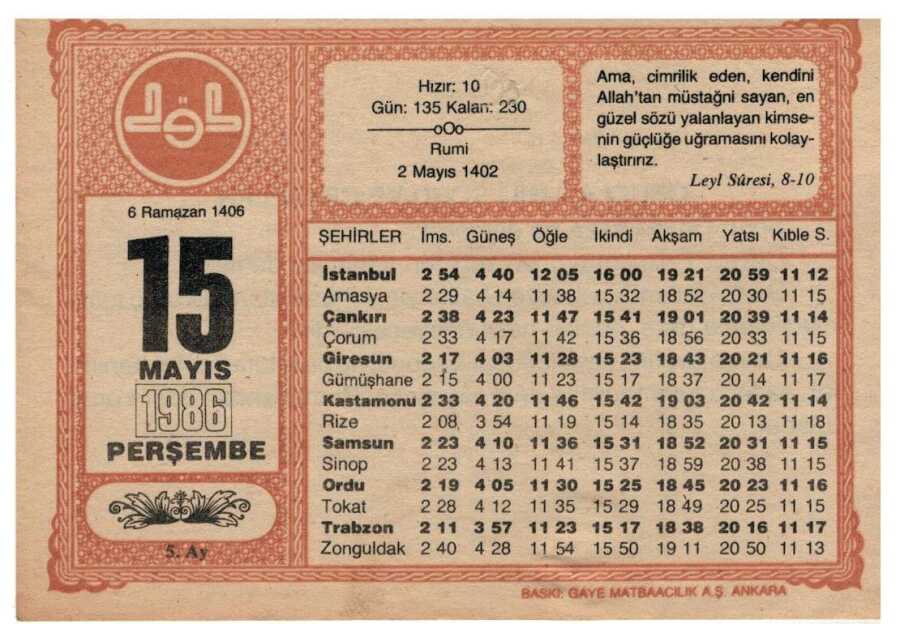 Hızır: 10
Gün: 135 Kalan: 230
oOo
Rumi
2 Mayıs 1402
Ama, cimrilik eden, kendini
Allah'tan müstağni sayan, en
güzel sözü yalanlayan kimse-
nin güçlüğe uğramasını kolay-
laştırırız.
Leyl Sûresi, 8-10
6 Ramazan 1406
15
MAYIS
1986
PERŞEMBE
5. Ay
ŞEHİRLER İms. Güneş Öğle İkindi Akşam Yatsı Kıble S.
İstanbul 2 54 4 40 12 05 16 00 19 21 20 59 11 12
Amasya 2 29 4 14 11 38 15 32 18 52 20 30 11 15
Çankırı 2 38 4 23 11 47 15 41 19 01 20 39 11 14
Çorum 2 33 4 17 11 42 15 36 18 56 20 33 11 15
Giresun 2 17 4 03 11 28 15 23 18 43 20 21 11 16
Gümüşhane 2 15 4 00 11 23 15 17 18 37 20 14 11 17
Kastamonu 2 33 4 20 11 46 15 42 19 03 20 42 11 14
Rize 2 08 3 54 11 19 15 14 18 35 20 13 11 18
Samsun 2 23 4 10 11 36 15 31 18 52 20 31 11 15
Sinop 2 23 4 13 11 41 15 37 18 59 20 38 11 15
Ordu 2 19 4 05 11 30 15 25 18 45 20 23 11 16
Tokat 2 28 4 12 11 35 15 29 18 49 20 25 11 15
Trabzon 2 11 3 57 11 23 15 17 18 38 20 16 11 17
Zonguldak 2 40 4 28 11 54 15 50 19 11 20 50 11 13
BASKI: GAYE MATBAACILIK A.Ş. ANKARA